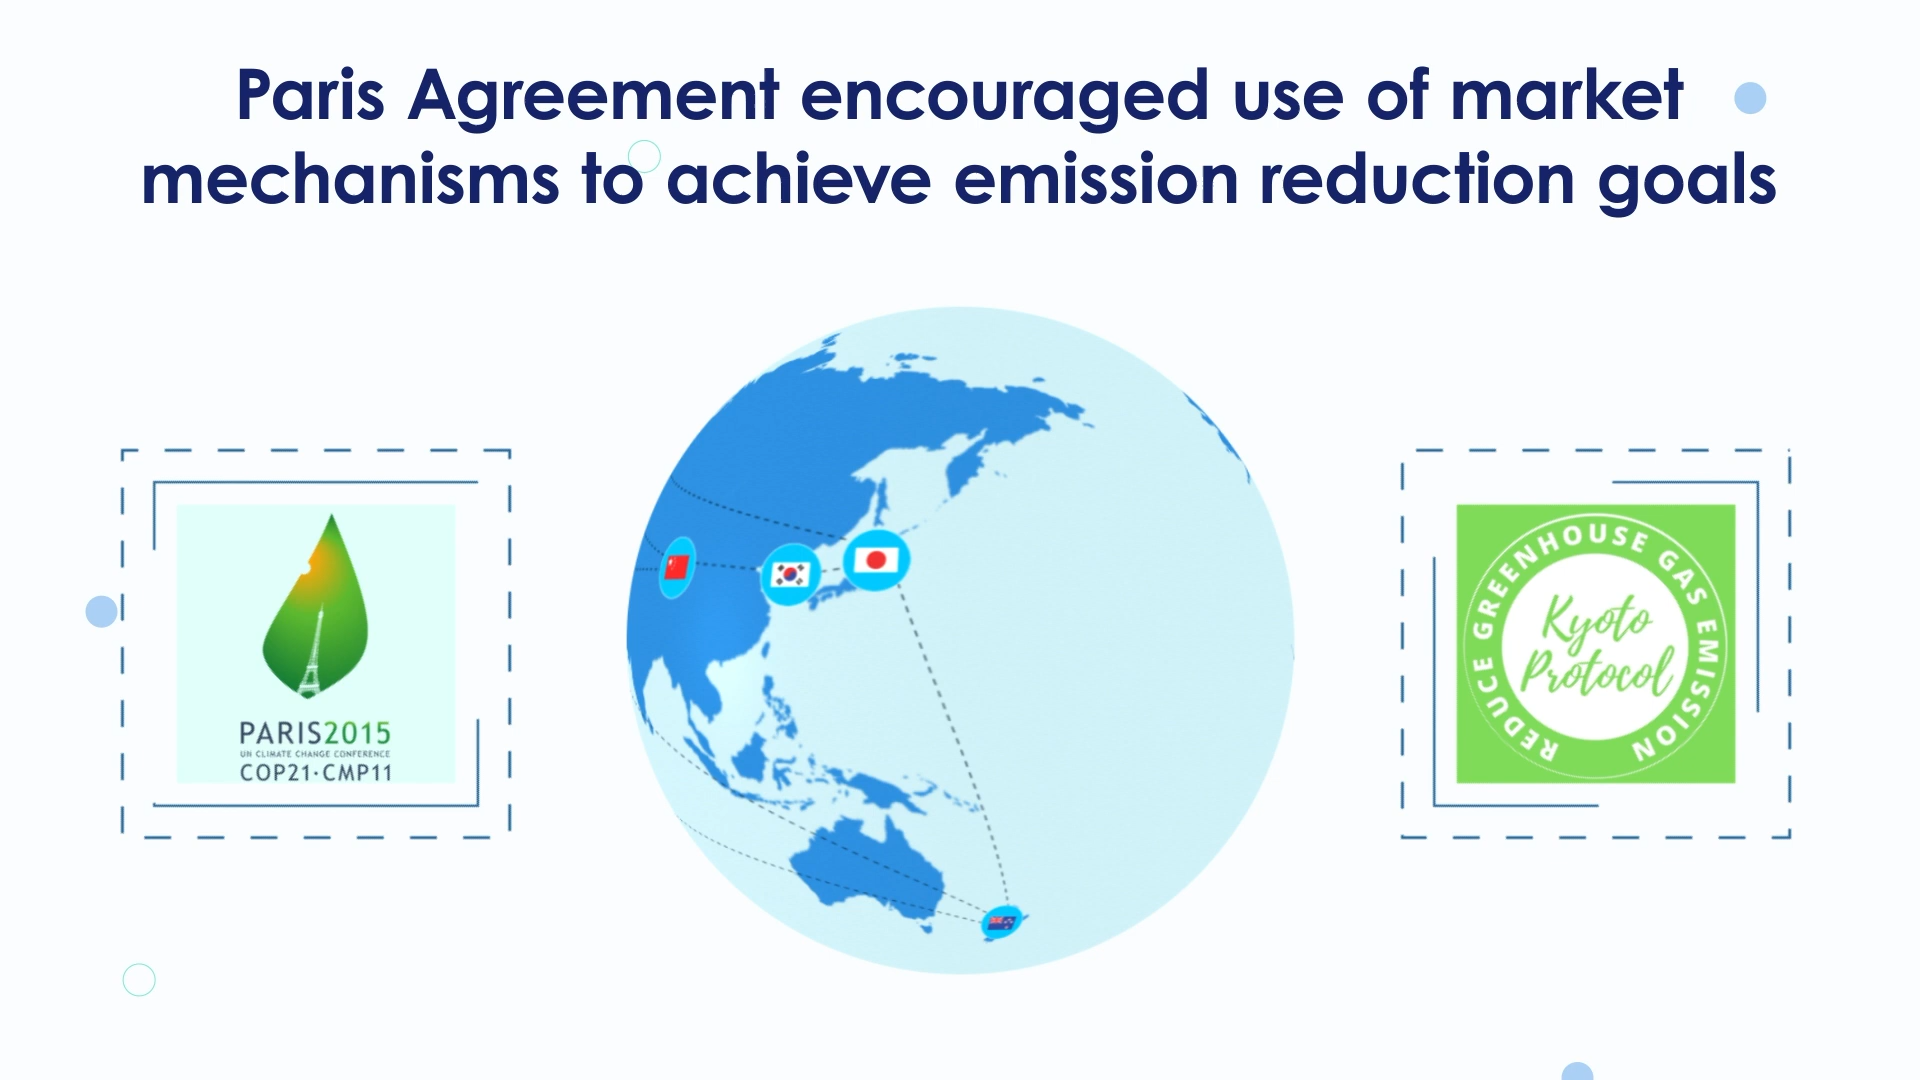 Paris Agreement encouraged use of market
mechanisms to achieve emission reduction goals
PARIS2015
UN CLIMATE CHANGE CONFERENCE
COP21·CMP11
REDUCE GREENHOUSE GAS EMISSION
Kyoto
Protocol